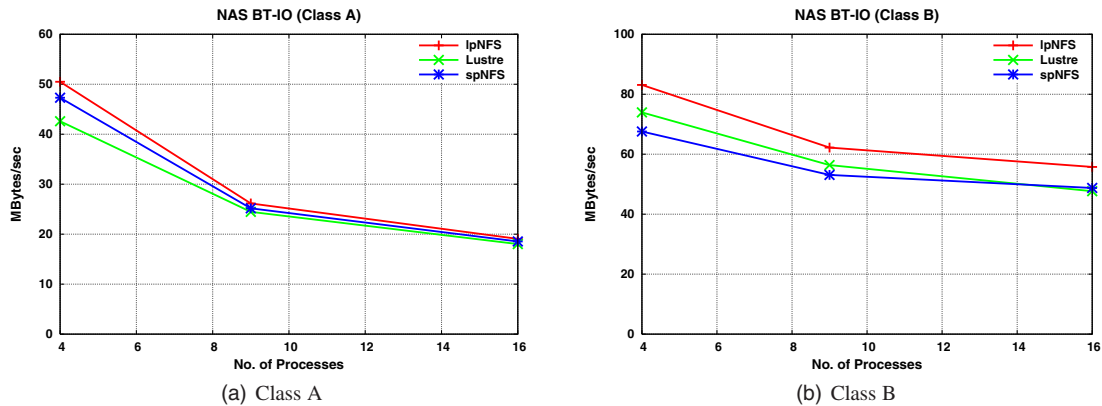 NAS BT-IO (Class A)
60
50
40
30
20
10
0
MBytes/sec
lpNFS
Lustre
spNFS
4 6 8 10 12 14 16
No. of Processes
(a) Class A
NAS BT-IO (Class B)
100
80
60
40
20
0
MBytes/sec
lpNFS
Lustre
spNFS
4 6 8 10 12 14 16
No. of Processes
(b) Class B